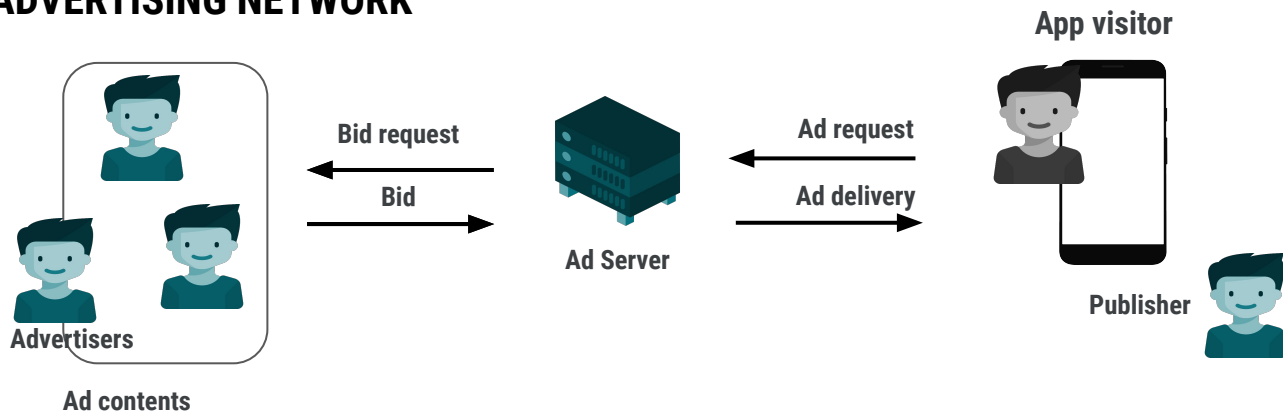 ADVERTISING NETWORK
App visitor
Bid request
Ad request
Bid
Ad delivery
Ad Server
Publisher
Advertisers
Ad contents